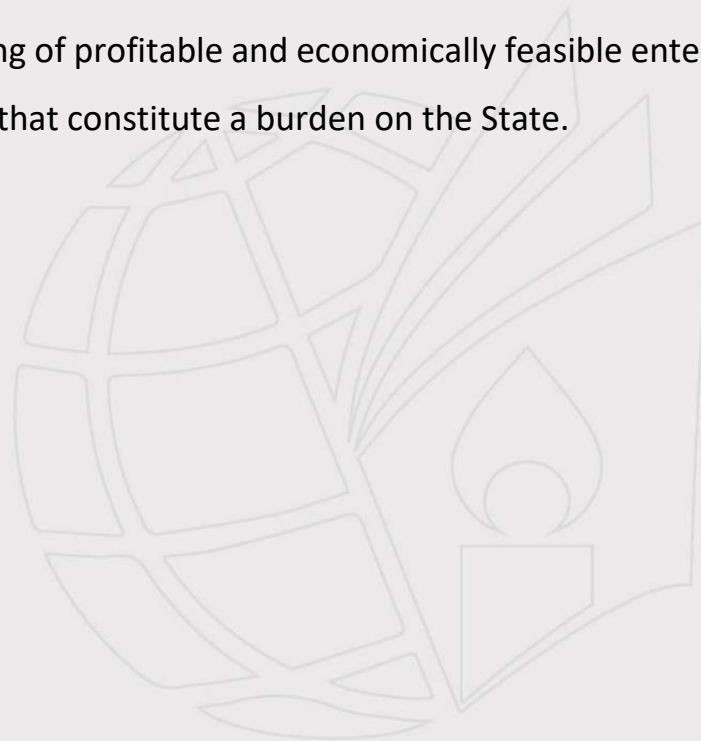 ng of profitable and economically feasible ente
that constitute a burden on the State.